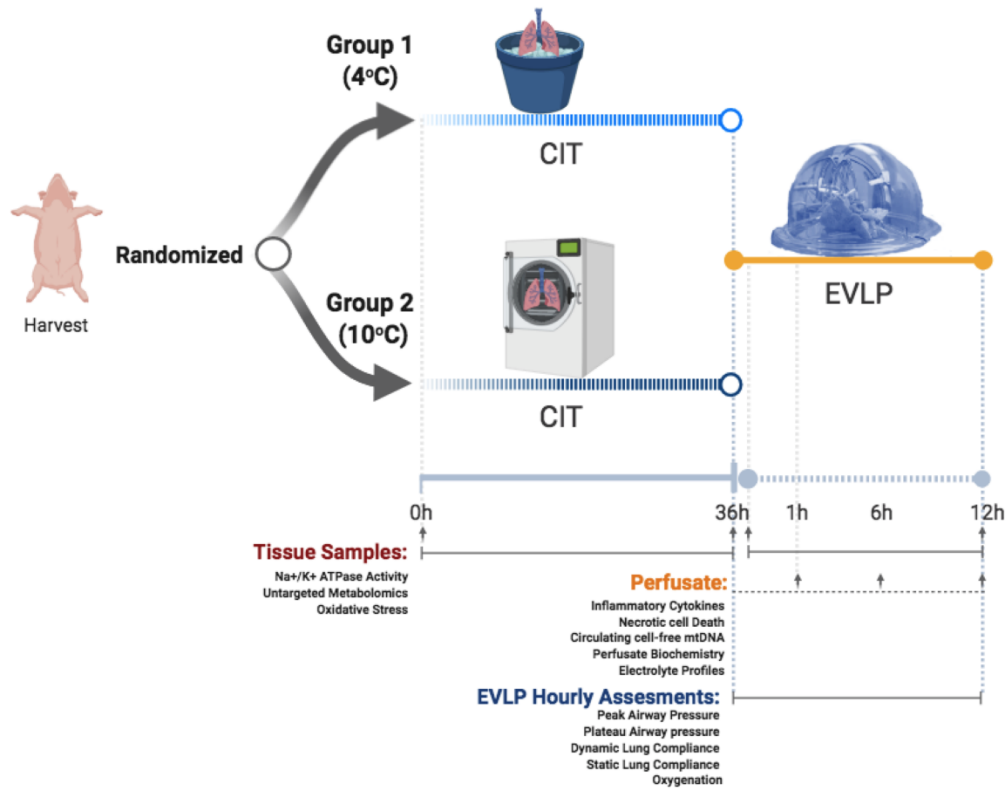 Group 1
(4°C)
CIT
Harvest
Randomized
Group 2
(10°C)
CIT
EVLP
0h 36h 1h 6h 12h
Tissue Samples:
Na+/K+ ATPase Activity
Untargeted Metabolomics
Oxidative Stress
Perfusate:
Inflammatory Cytokines
Necrotic cell Death
Circulating cell-free mtDNA
Perfusate Biochemistry
Electrolyte Profiles
EVLP Hourly Assesments:
Peak Airway Pressure
Plateau Airway pressure
Dynamic Lung Compliance
Static Lung Compliance
Oxygenation